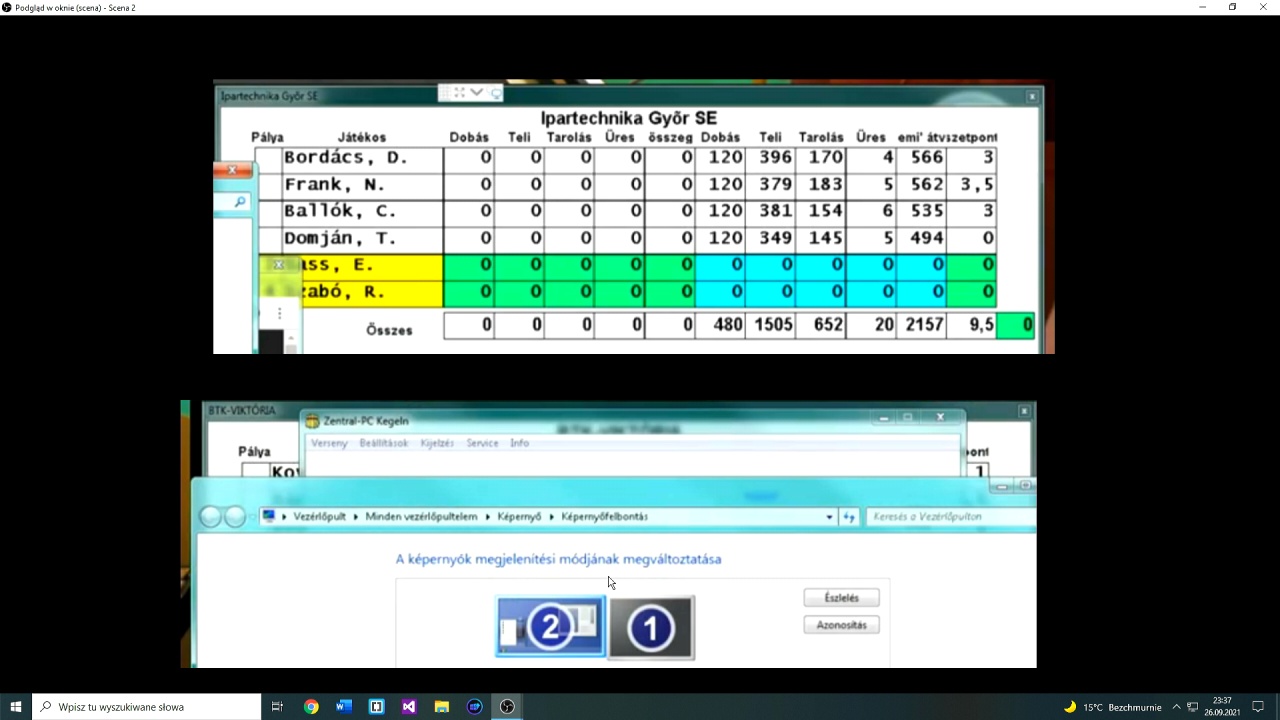 Podgląd w oknie (scena) - Scena 2
Ipartechnika Győr SE
Ipartechnika Győr SE
Pálya Játékos Dobás Teli Tarolás Üres összeg Dobás Teli Tarolás Üres emi' átv szetpont
Bordács, D. 0 0 0 0 0 120 396 170 4 566 3
Frank, N. 0 0 0 0 0 120 379 183 5 562 3,5
Ballók, C. 0 0 0 0 0 120 381 154 6 535 3
Domján, T. 0 0 0 0 0 120 349 145 5 494 0
ass, E. 0 0 0 0 0 0 0 0 0 0 0
zabó, R. 0 0 0 0 0 0 0 0 0 0 0
Összes 0 0 0 0 0 480 1505 652 20 2157 9,5 0
BTK-VIKTÓRIA
Zentral-PC Kegeln
Verseny Beállítások Kijelzés Service Info
Pálya pont
Kov 1
Vezérlőpult Minden vezérlőpultelem Képernyő Képernyőfelbontás Keresés a Vezérlőpulton
A képernyők megjelenítési módjának megváltoztatása
2 1
Észlelés
Azonosítás
Wpisz tu wyszukiwane słowa
15°C Bezchmurnie
23:37
26.09.2021